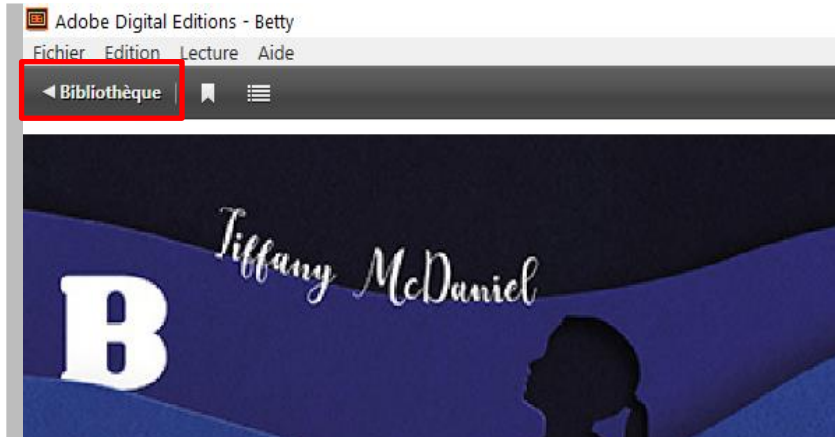 Adobe Digital Editions - Betty
Fichier Edition Lecture Aide
◄ Bibliothèque
Tiffany McDaniel
B